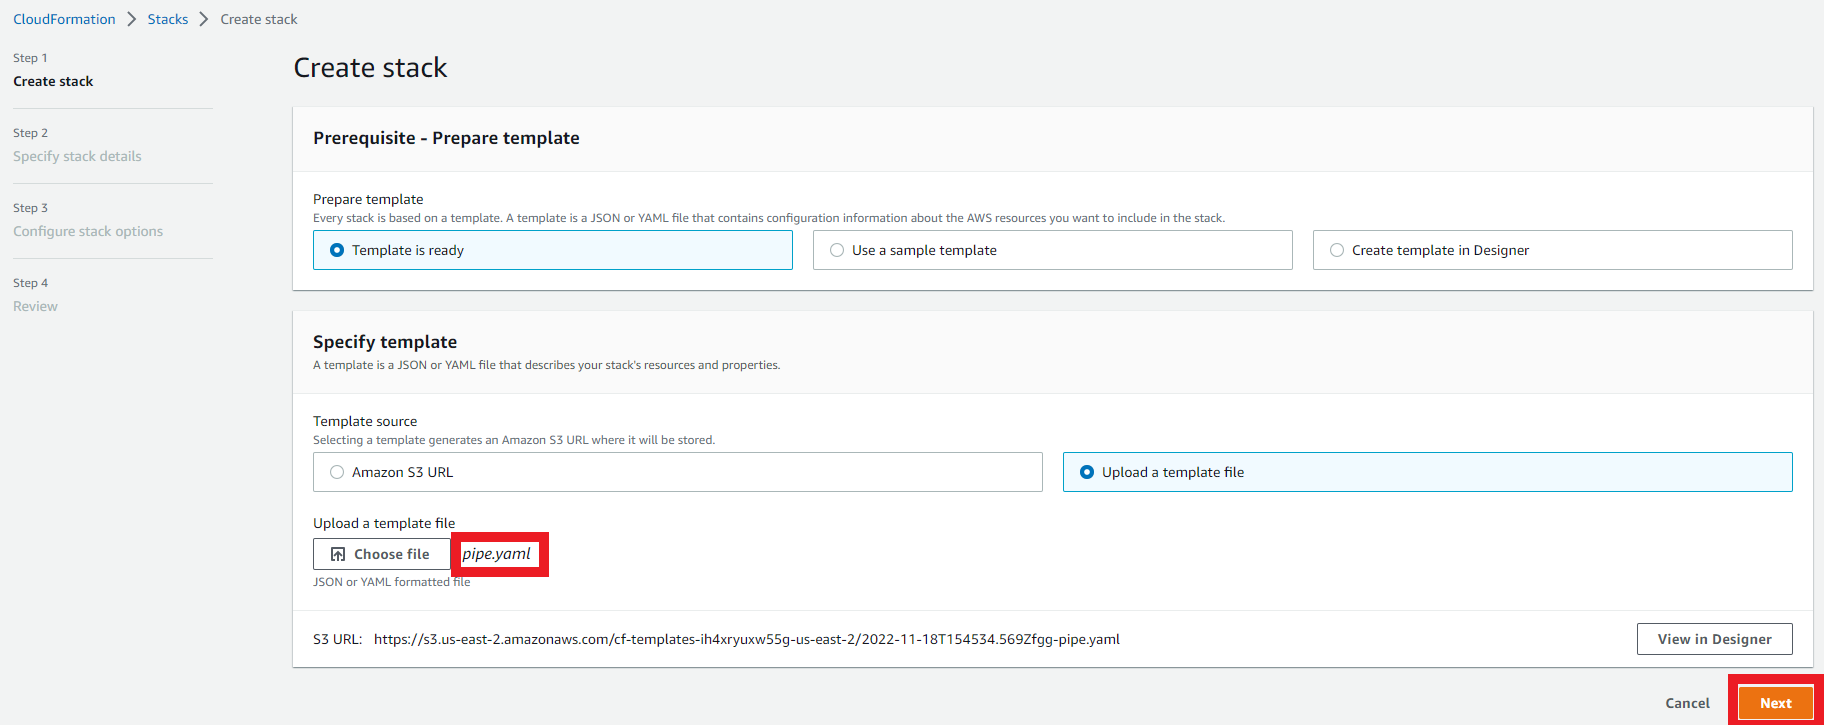 CloudFormation > Stacks > Create stack
Step 1
Create stack
Step 2
Specify stack details
Step 3
Configure stack options
Step 4
Review
Create stack
Prerequisite - Prepare template
Prepare template
Every stack is based on a template. A template is a JSON or YAML file that contains configuration information about the AWS resources you want to include in the stack.
Template is ready
Use a sample template
Create template in Designer
Specify template
A template is a JSON or YAML file that describes your stack's resources and properties.
Template source
Selecting a template generates an Amazon S3 URL where it will be stored.
Amazon S3 URL
Upload a template file
Upload a template file
Choose file
pipe.yaml
JSON or YAML formatted file
S3 URL: https://s3.us-east-2.amazonaws.com/cf-templates-ih4xryuxw55g-us-east-2/2022-11-18T154534.569Zfgg-pipe.yaml
View in Designer
Cancel
Next